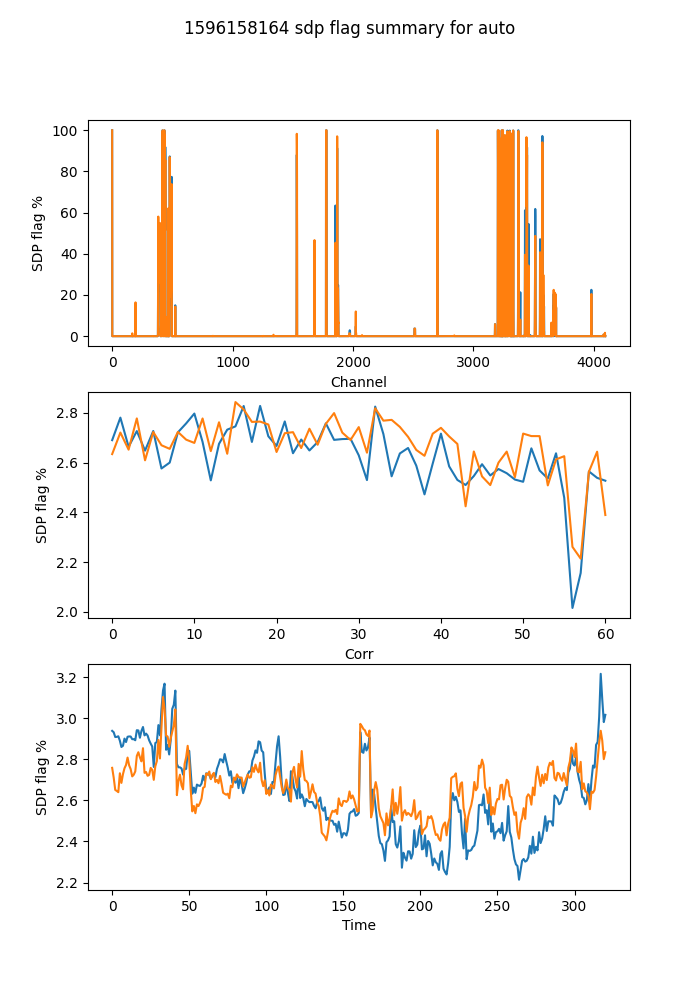 1596158164 sdp flag summary for auto
100
80
60
40
20
0
SDP flag %
0 1000 2000 3000 4000
Channel
2.8
2.6
2.4
2.2
2.0
SDP flag %
0 10 20 30 40 50 60
Corr
3.2
3.0
2.8
2.6
2.4
2.2
SDP flag %
0 50 100 150 200 250 300
Time